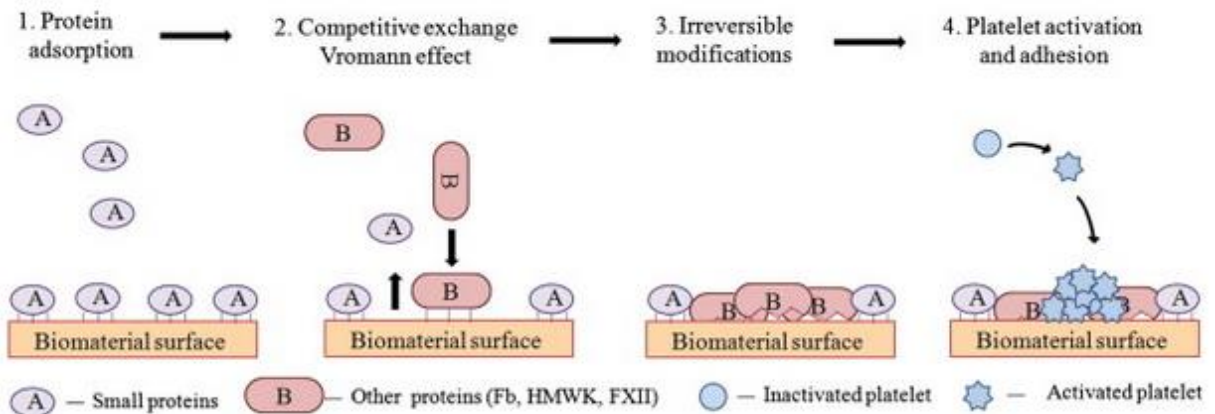 1. Protein
adsorption
2. Competitive exchange
Vromann effect
3. Irreversible
modifications
4. Platelet activation
and adhesion
A
A
A
A A A A
Biomaterial surface
B
B
A
A B A
Biomaterial surface
A B B B A
Biomaterial surface
A B B A
Biomaterial surface
A — Small proteins
B — Other proteins (Fb, HMWK, FXII)
— Inactivated platelet
— Activated platelet